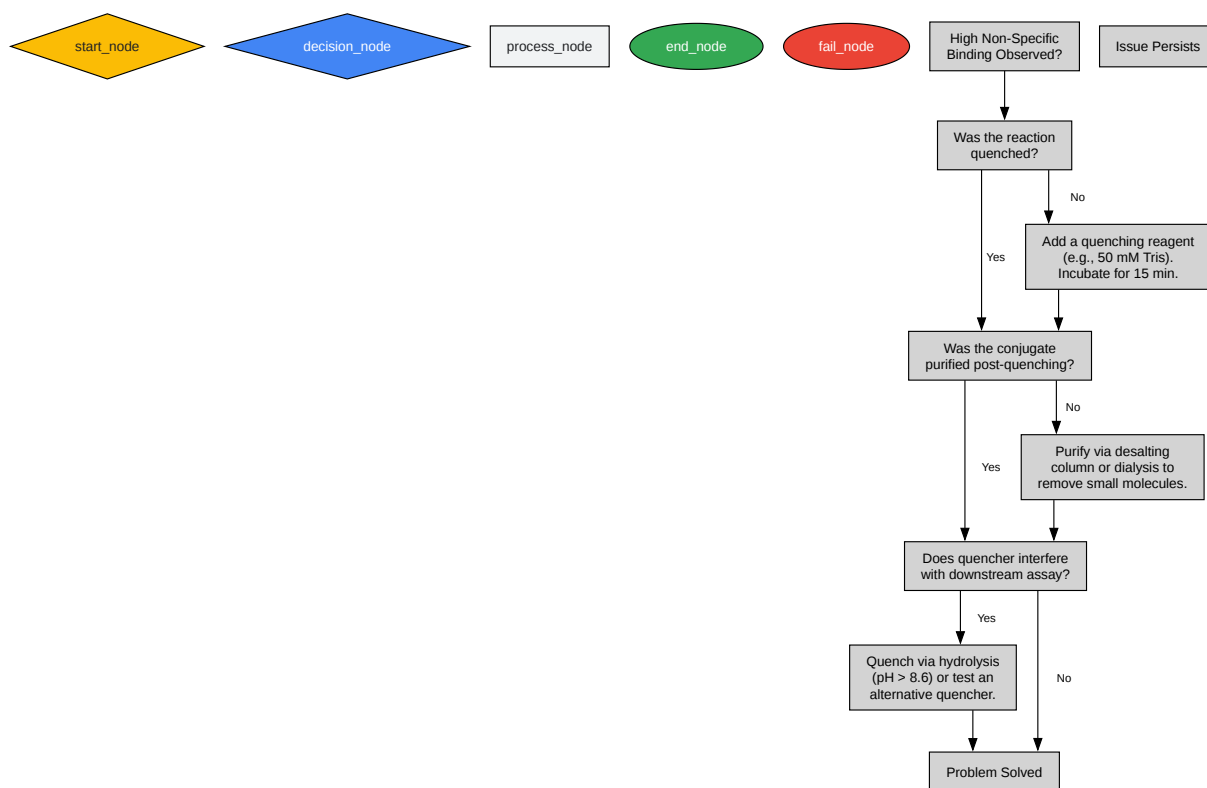 start_node
decision_node
process_node
end_node
fail_node
High Non-Specific
Binding Observed?
Issue Persists
Was the reaction
quenched?
No
Add a quenching reagent
(e.g., 50 mM Tris).
Incubate for 15 min.
Yes
Was the conjugate
purified post-quenching?
No
Purify via desalting
column or dialysis to
remove small molecules.
Yes
Does quencher interfere
with downstream assay?
Yes
Quench via hydrolysis
(pH > 8.6) or test an
alternative quencher.
No
Problem Solved